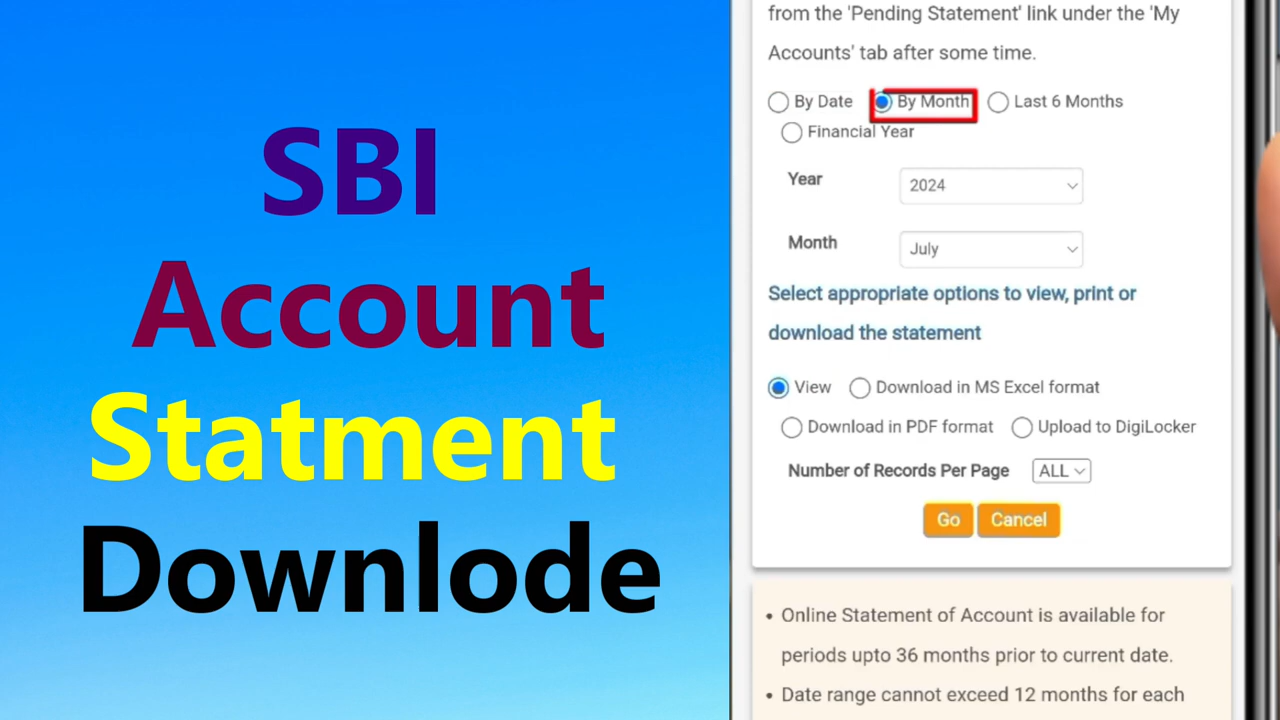 SBI
Account
Statment
Downlode
from the 'Pending Statement' link under the 'My
Accounts' tab after some time.
By Date By Month Last 6 Months
Financial Year
Year 2024
Month July
Select appropriate options to view, print or
download the statement
View Download in MS Excel format
Download in PDF format Upload to DigiLocker
Number of Records Per Page ALL
Go Cancel
• Online Statement of Account is available for
periods upto 36 months prior to current date.
• Date range cannot exceed 12 months for each